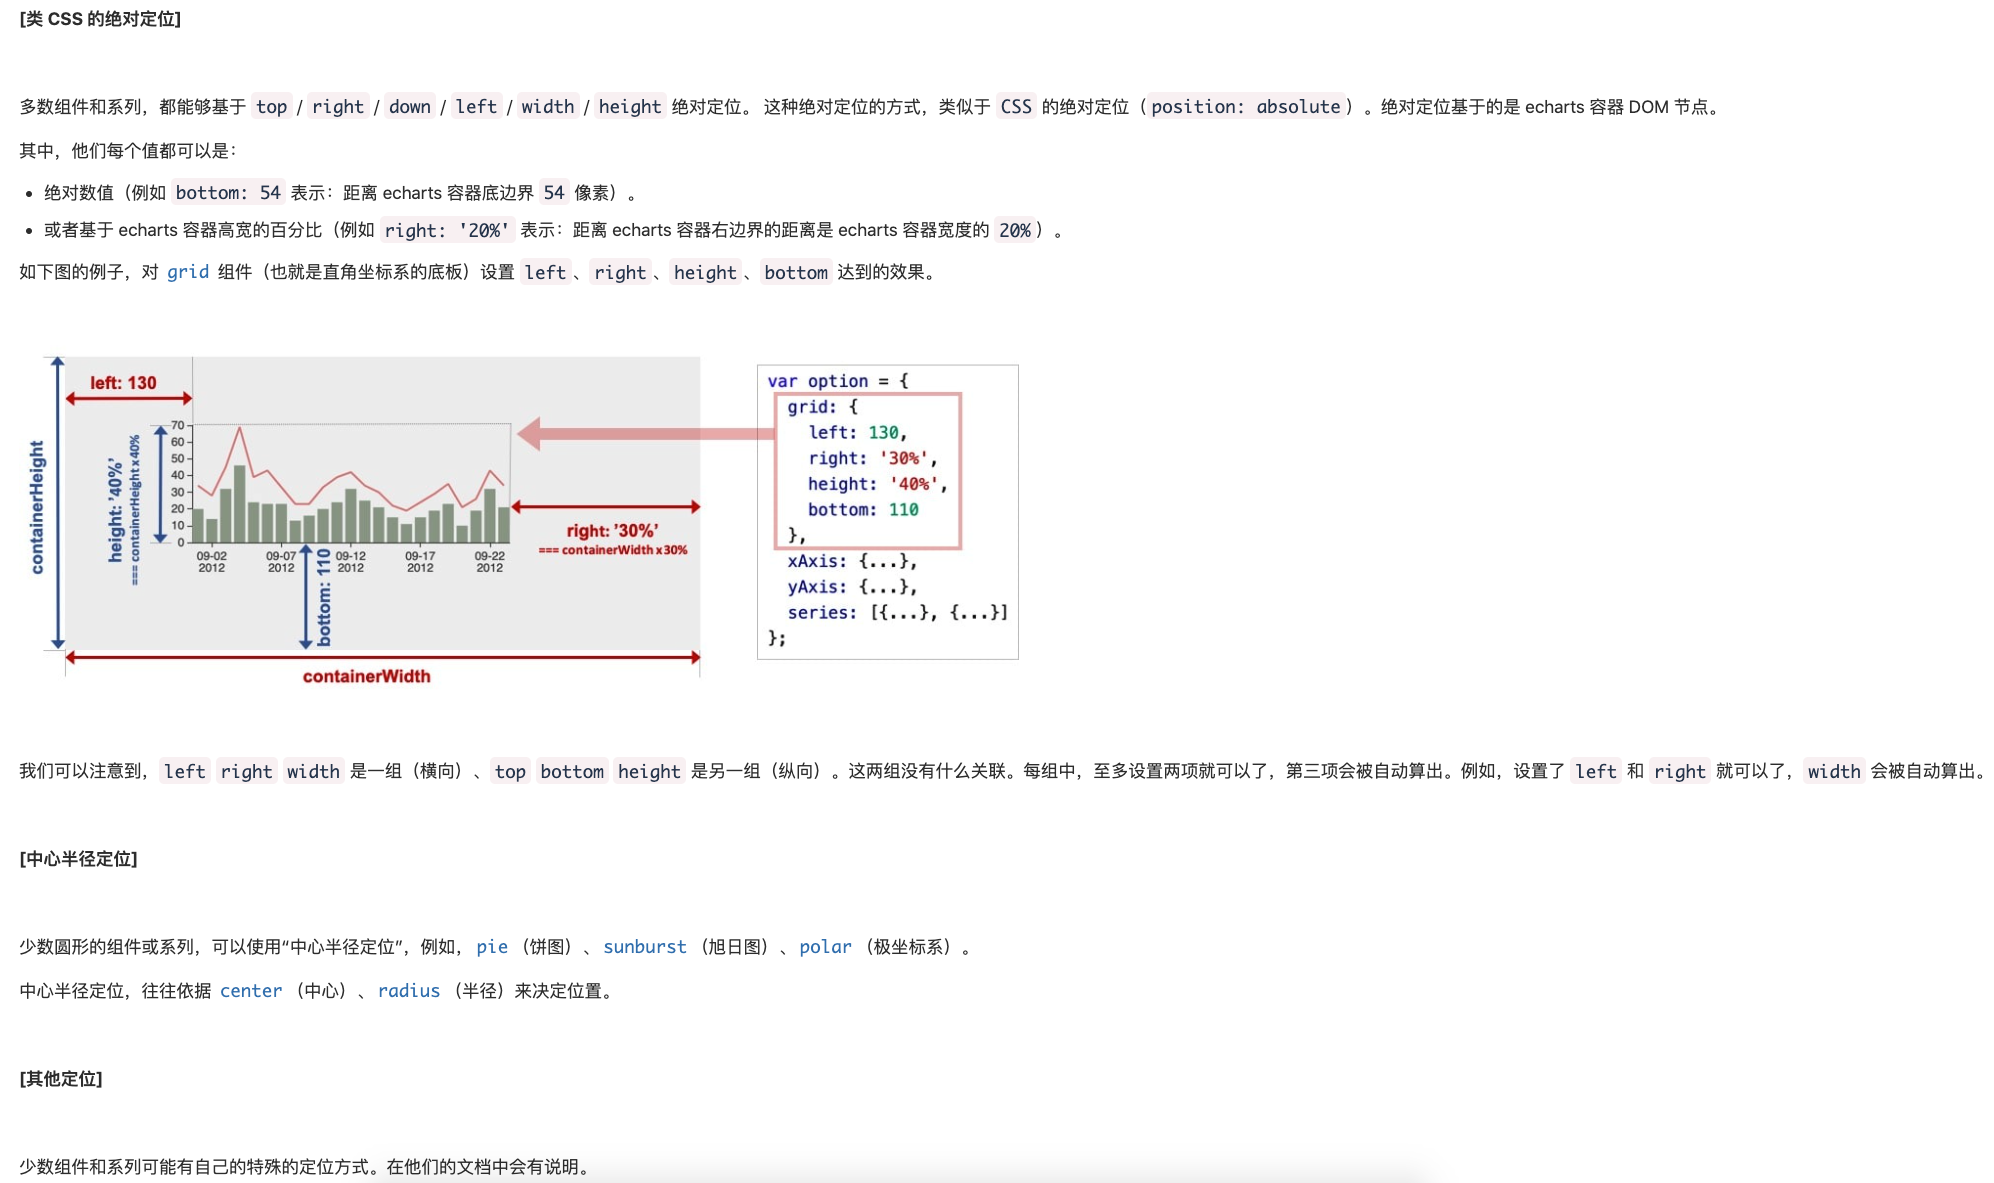 [类 CSS 的绝对定位]
多数组件和系列，都能够基于 top / right / down / left / width / height 绝对定位。 这种绝对定位的方式，类似于 CSS 的绝对定位（position: absolute）。绝对定位基于的是 echarts 容器 DOM 节点。
其中，他们每个值都可以是：
• 绝对数值（例如 bottom: 54 表示：距离 echarts 容器底边界 54 像素）。
• 或者基于 echarts 容器高宽的百分比（例如 right: '20%' 表示：距离 echarts 容器右边界的距离是 echarts 容器宽度的 20%）。
如下图的例子，对 grid 组件（也就是直角坐标系的底板）设置 left、right、height、bottom 达到的效果。
containerHeight
left: 130
height: '40%'
=== containerHeight x 40%
70
60
50
40
30
20
10
0
09-02 2012
09-07 2012
09-12 2012
09-17 2012
09-22 2012
bottom: 110
right: '30%'
=== containerWidth x 30%
containerWidth
var option = {
grid: {
left: 130,
right: '30%',
height: '40%',
bottom: 110
},
xAxis: {...},
yAxis: {...},
series: [{...}, {...}]
};
我们可以注意到，left right width 是一组（横向）、top bottom height 是另一组（纵向）。这两组没有什么关联。每组中，至多设置两项就可以了，第三项会被自动算出。例如，设置了 left 和 right 就可以了，width 会被自动算出。
[中心半径定位]
少数圆形的组件或系列，可以使用“中心半径定位”，例如，pie（饼图）、sunburst（旭日图）、polar（极坐标系）。
中心半径定位，往往依据 center（中心）、radius（半径）来决定位置。
[其他定位]
少数组件和系列可能有自己的特殊的定位方式。在他们的文档中会有说明。